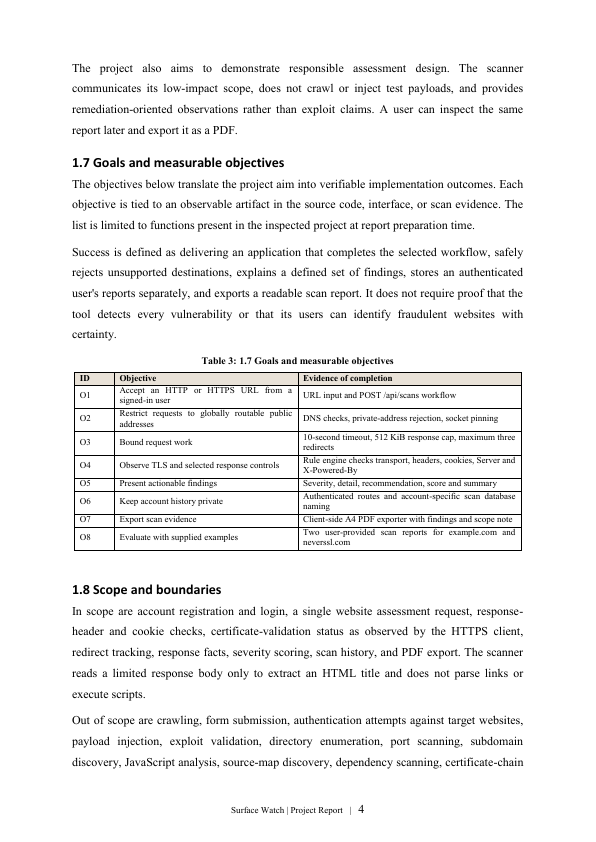 The project also aims to demonstrate responsible assessment design. The scanner
communicates its low-impact scope, does not crawl or inject test payloads, and provides
remediation-oriented observations rather than exploit claims. A user can inspect the same
report later and export it as a PDF.
1.7 Goals and measurable objectives
The objectives below translate the project aim into verifiable implementation outcomes. Each
objective is tied to an observable artifact in the source code, interface, or scan evidence. The
list is limited to functions present in the inspected project at report preparation time.
Success is defined as delivering an application that completes the selected workflow, safely
rejects unsupported destinations, explains a defined set of findings, stores an authenticated
user's reports separately, and exports a readable scan report. It does not require proof that the
tool detects every vulnerability or that its users can identify fraudulent websites with
certainty.
Table 3: 1.7 Goals and measurable objectives
ID Objective Evidence of completion
O1 Accept an HTTP or HTTPS URL from a
signed-in user
URL input and POST /api/scans workflow
O2 Restrict requests to globally routable public
addresses
DNS checks, private-address rejection, socket pinning
O3 Bound request work
10-second timeout, 512 KiB response cap, maximum three
redirects
O4 Observe TLS and selected response controls
Rule engine checks transport, headers, cookies, Server and
X-Powered-By
O5 Present actionable findings Severity, detail, recommendation, score and summary
O6 Keep account history private
Authenticated routes and account-specific scan database
naming
O7 Export scan evidence Client-side A4 PDF exporter with findings and scope note
O8 Evaluate with supplied examples
Two user-provided scan reports for example.com and
neverssl.com
1.8 Scope and boundaries
In scope are account registration and login, a single website assessment request, response-
header and cookie checks, certificate-validation status as observed by the HTTPS client,
redirect tracking, response facts, severity scoring, scan history, and PDF export. The scanner
reads a limited response body only to extract an HTML title and does not parse links or
execute scripts.
Out of scope are crawling, form submission, authentication attempts against target websites,
payload injection, exploit validation, directory enumeration, port scanning, subdomain
discovery, JavaScript analysis, source-map discovery, dependency scanning, certificate-chain
Surface Watch | Project Report | 4